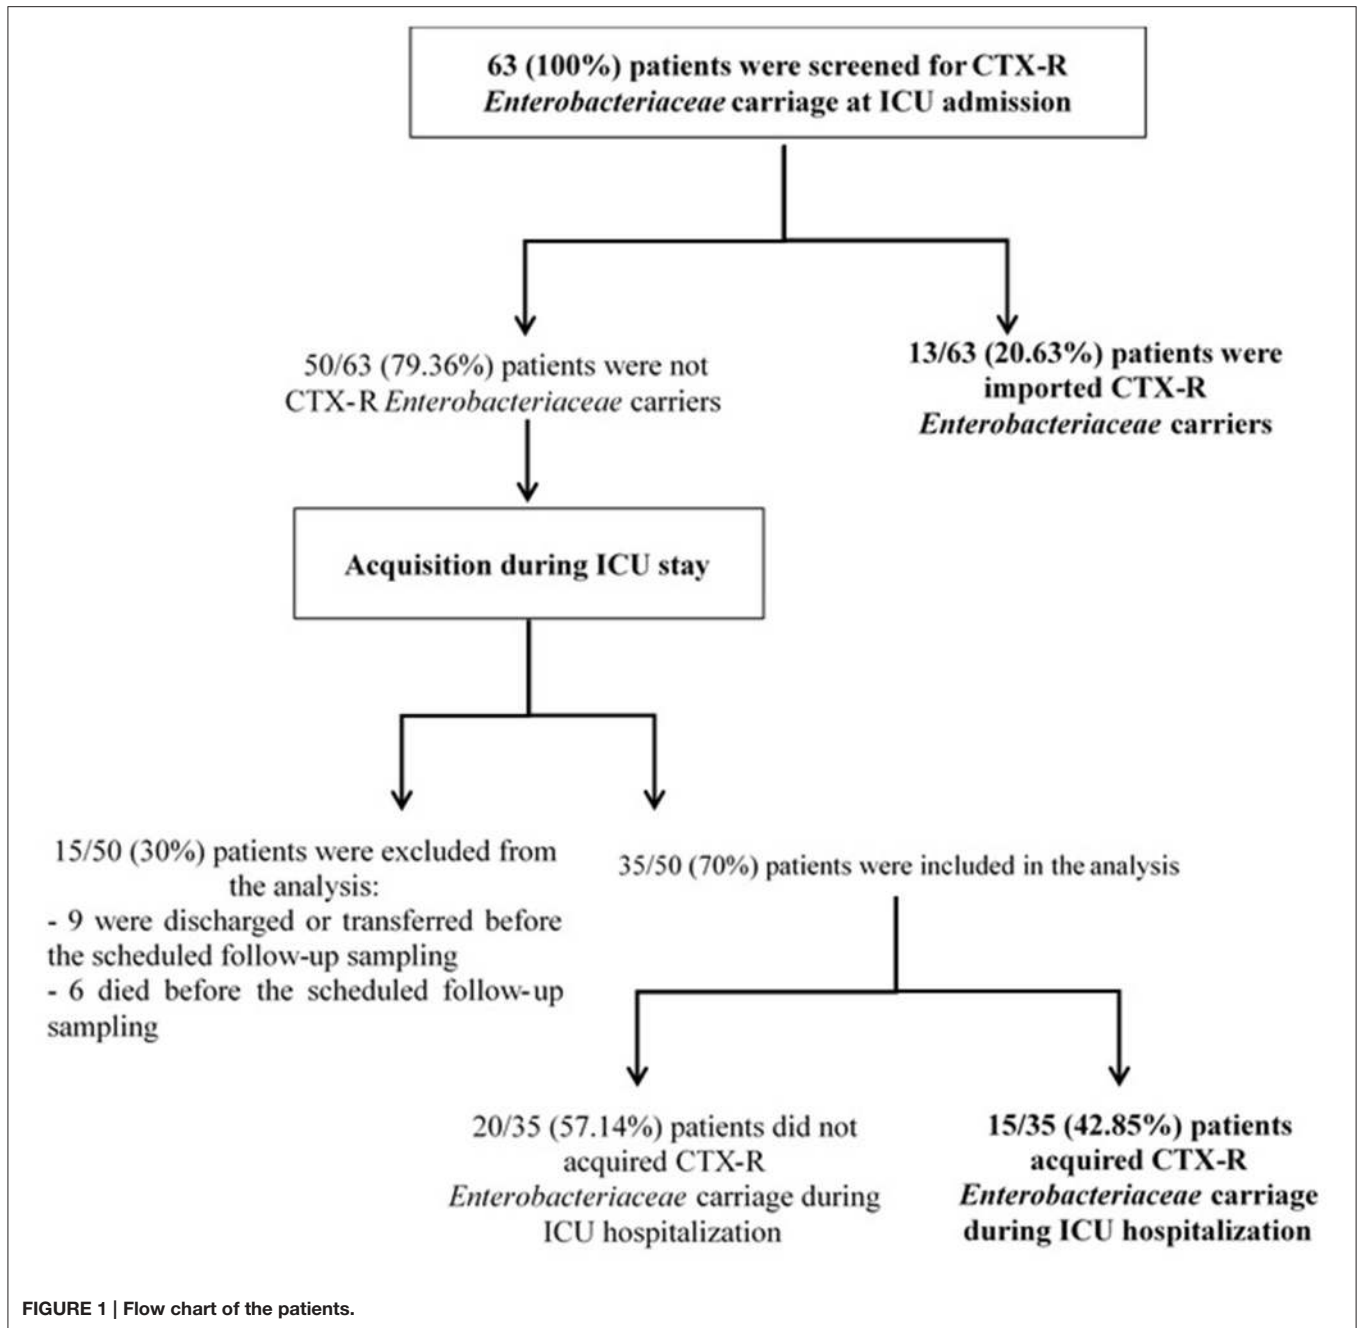 63 (100%) patients were screened for CTX-R
Enterobacteriaceae carriage at ICU admission
50/63 (79.36%) patients were not
CTX-R Enterobacteriaceae carriers
13/63 (20.63%) patients were
imported CTX-R
Enterobacteriaceae carriers
Acquisition during ICU stay
15/50 (30%) patients were excluded from
the analysis:
- 9 were discharged or transferred before
the scheduled follow-up sampling
- 6 died before the scheduled follow-up
sampling
35/50 (70%) patients were included in the analysis
20/35 (57.14%) patients did not
acquired CTX-R
Enterobacteriaceae carriage during
ICU hospitalization
15/35 (42.85%) patients
acquired CTX-R
Enterobacteriaceae carriage
during ICU hospitalization
FIGURE 1 | Flow chart of the patients.